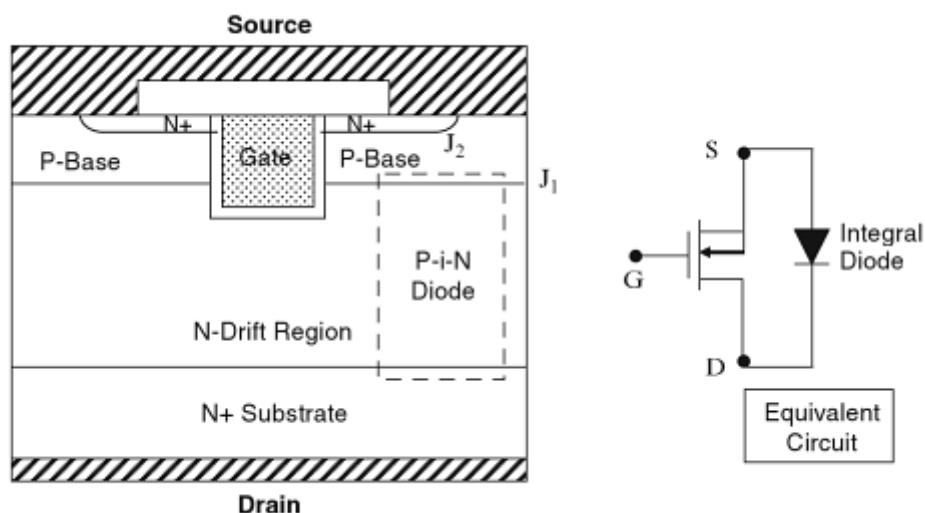 Source
N+
N+
P-Base
Gate
P-Base
J2
J1
P-i-N
Diode
N-Drift Region
N+ Substrate
Drain
S
G
Integral
Diode
D
Equivalent
Circuit